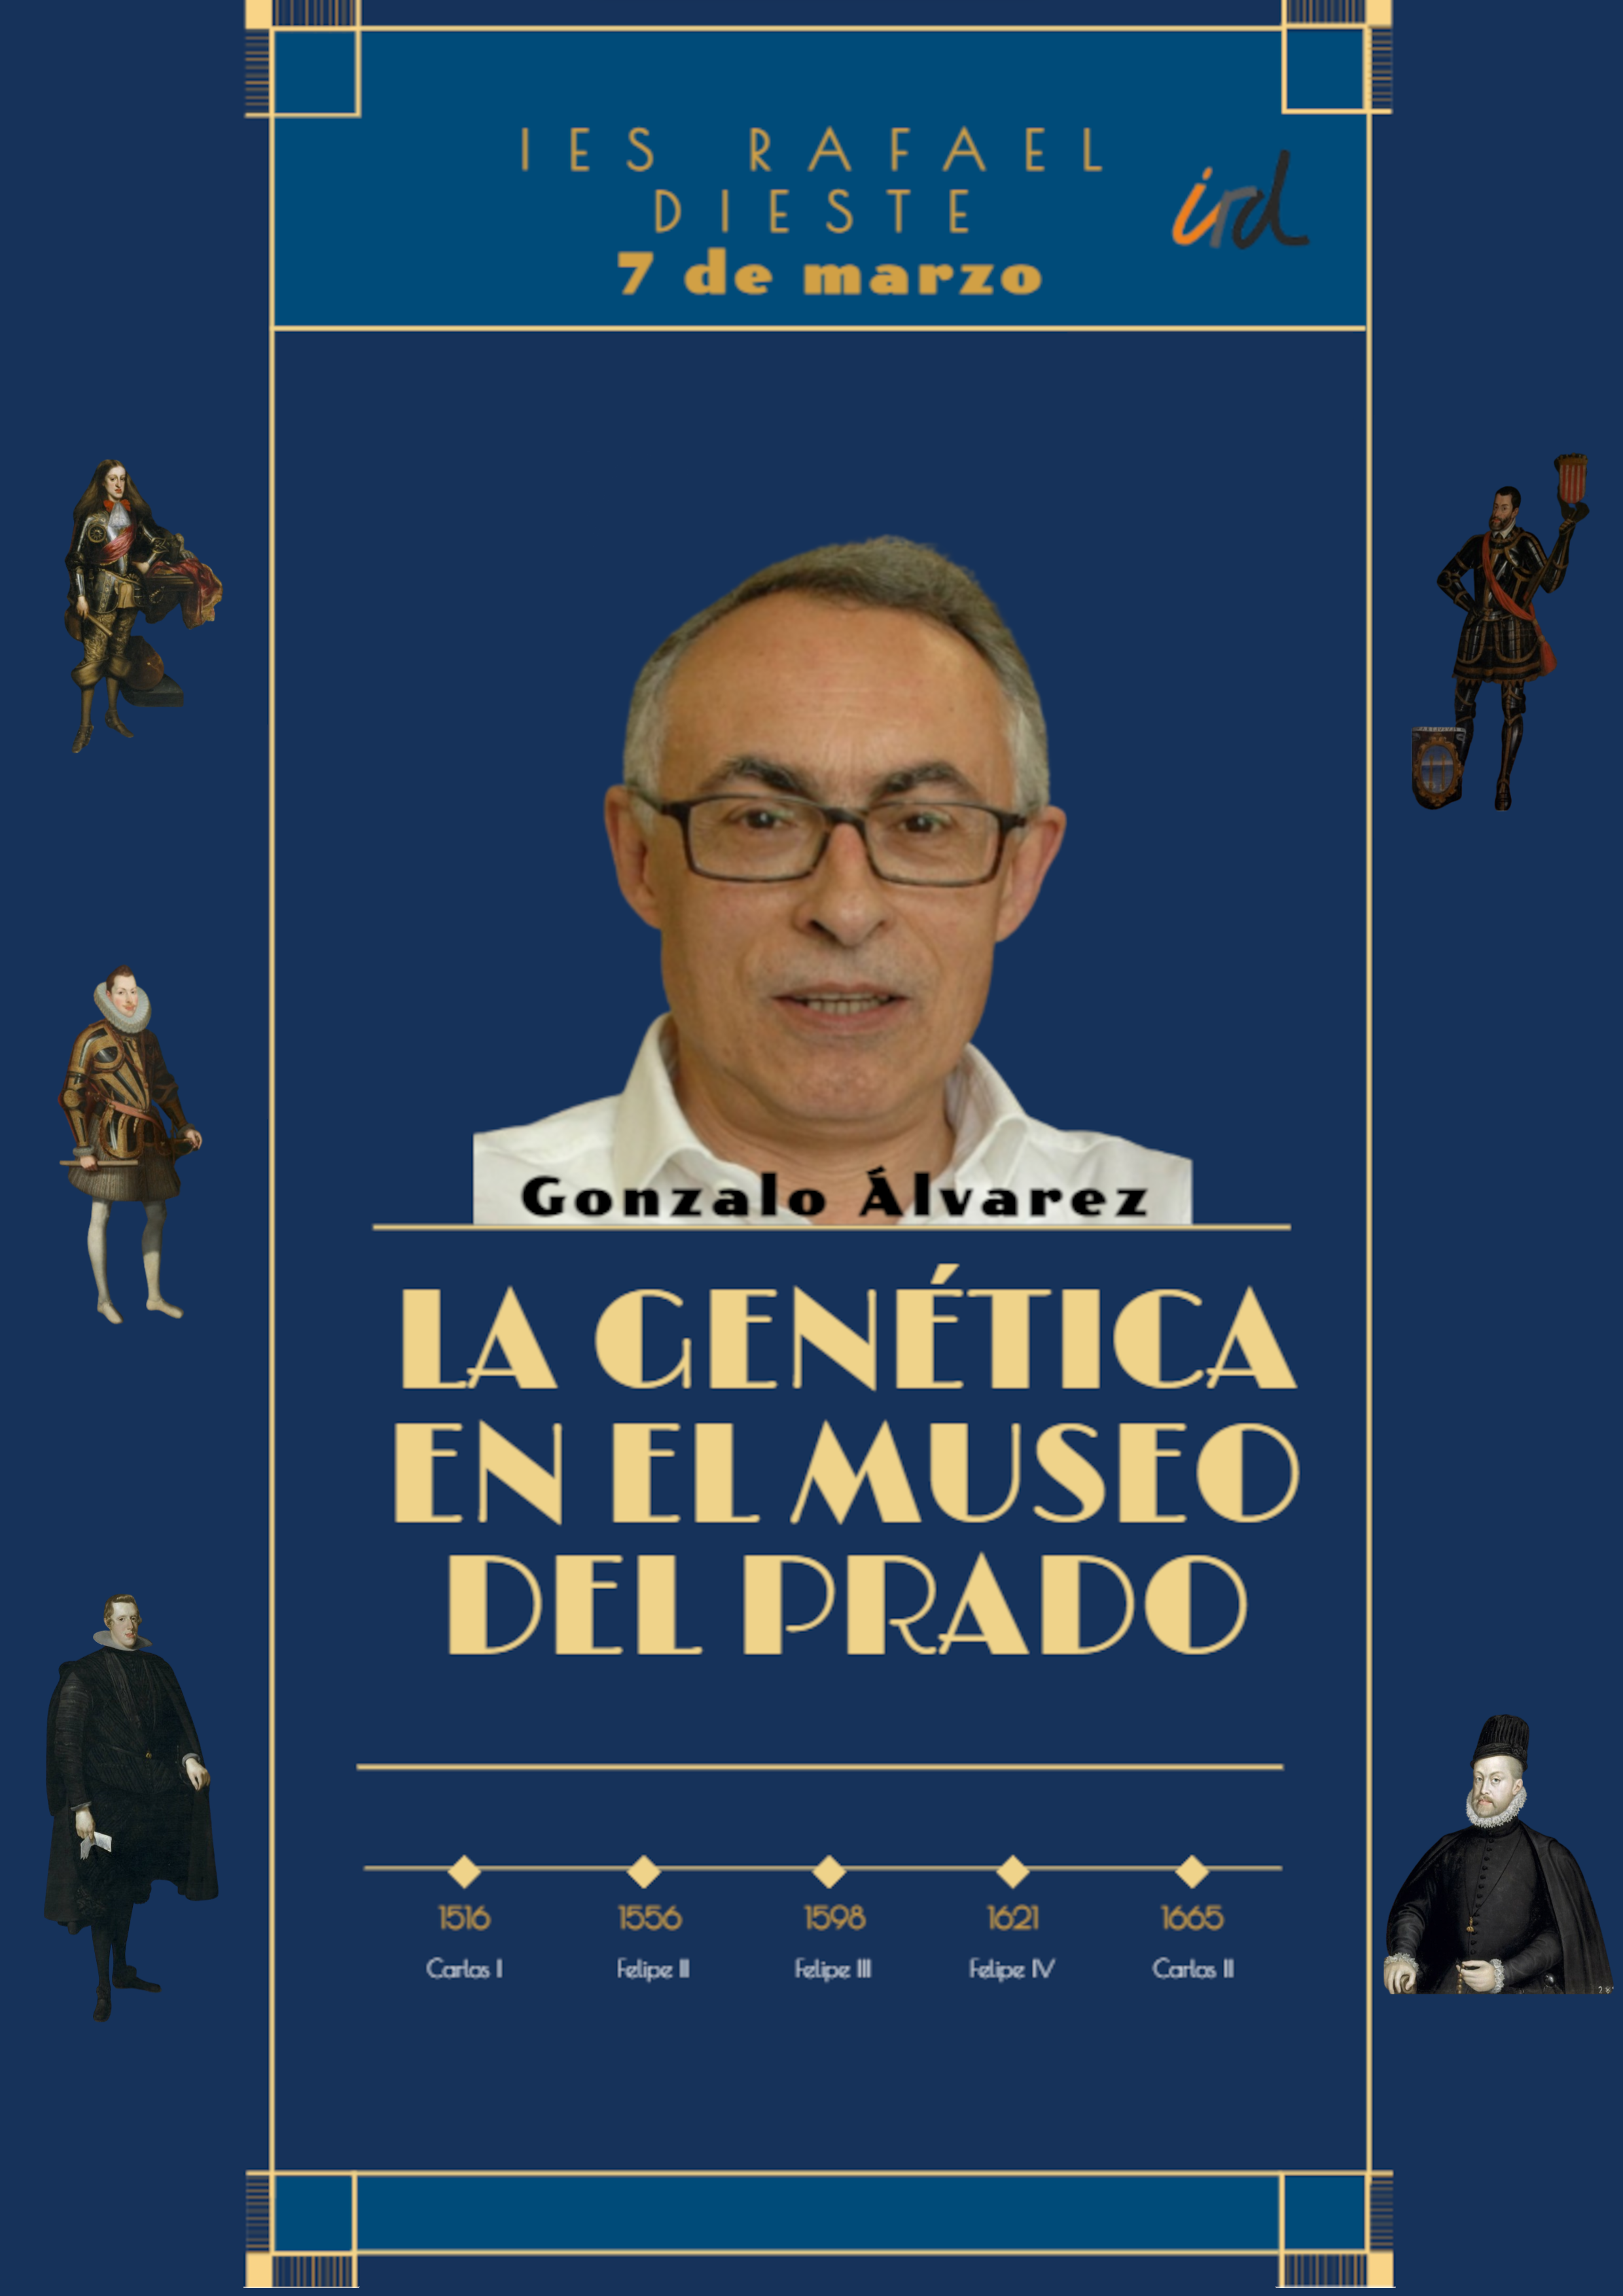 IES RAFAEL
DIESTE
ird
7 de marzo
Gonzalo Álvarez
LA GENÉTICA
EN EL MUSEO
DEL PRADO
1516 1556 1598 1621 1665
Carlos I Felipe II Felipe III Felipe IV Carlos II